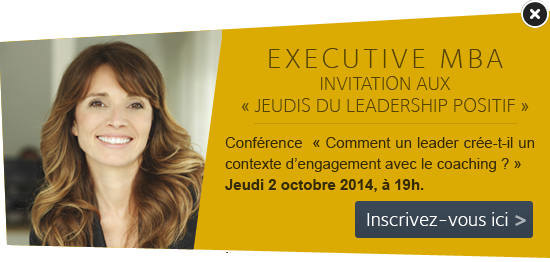 EXECUTIVE MBA
INVITATION AUX
« JEUDIS DU LEADERSHIP POSITIF »
Conférence « Comment un leader crée-t-il un
contexte d'engagement avec le coaching ? »
Jeudi 2 octobre 2014, à 19h.
Inscrivez-vous ici >